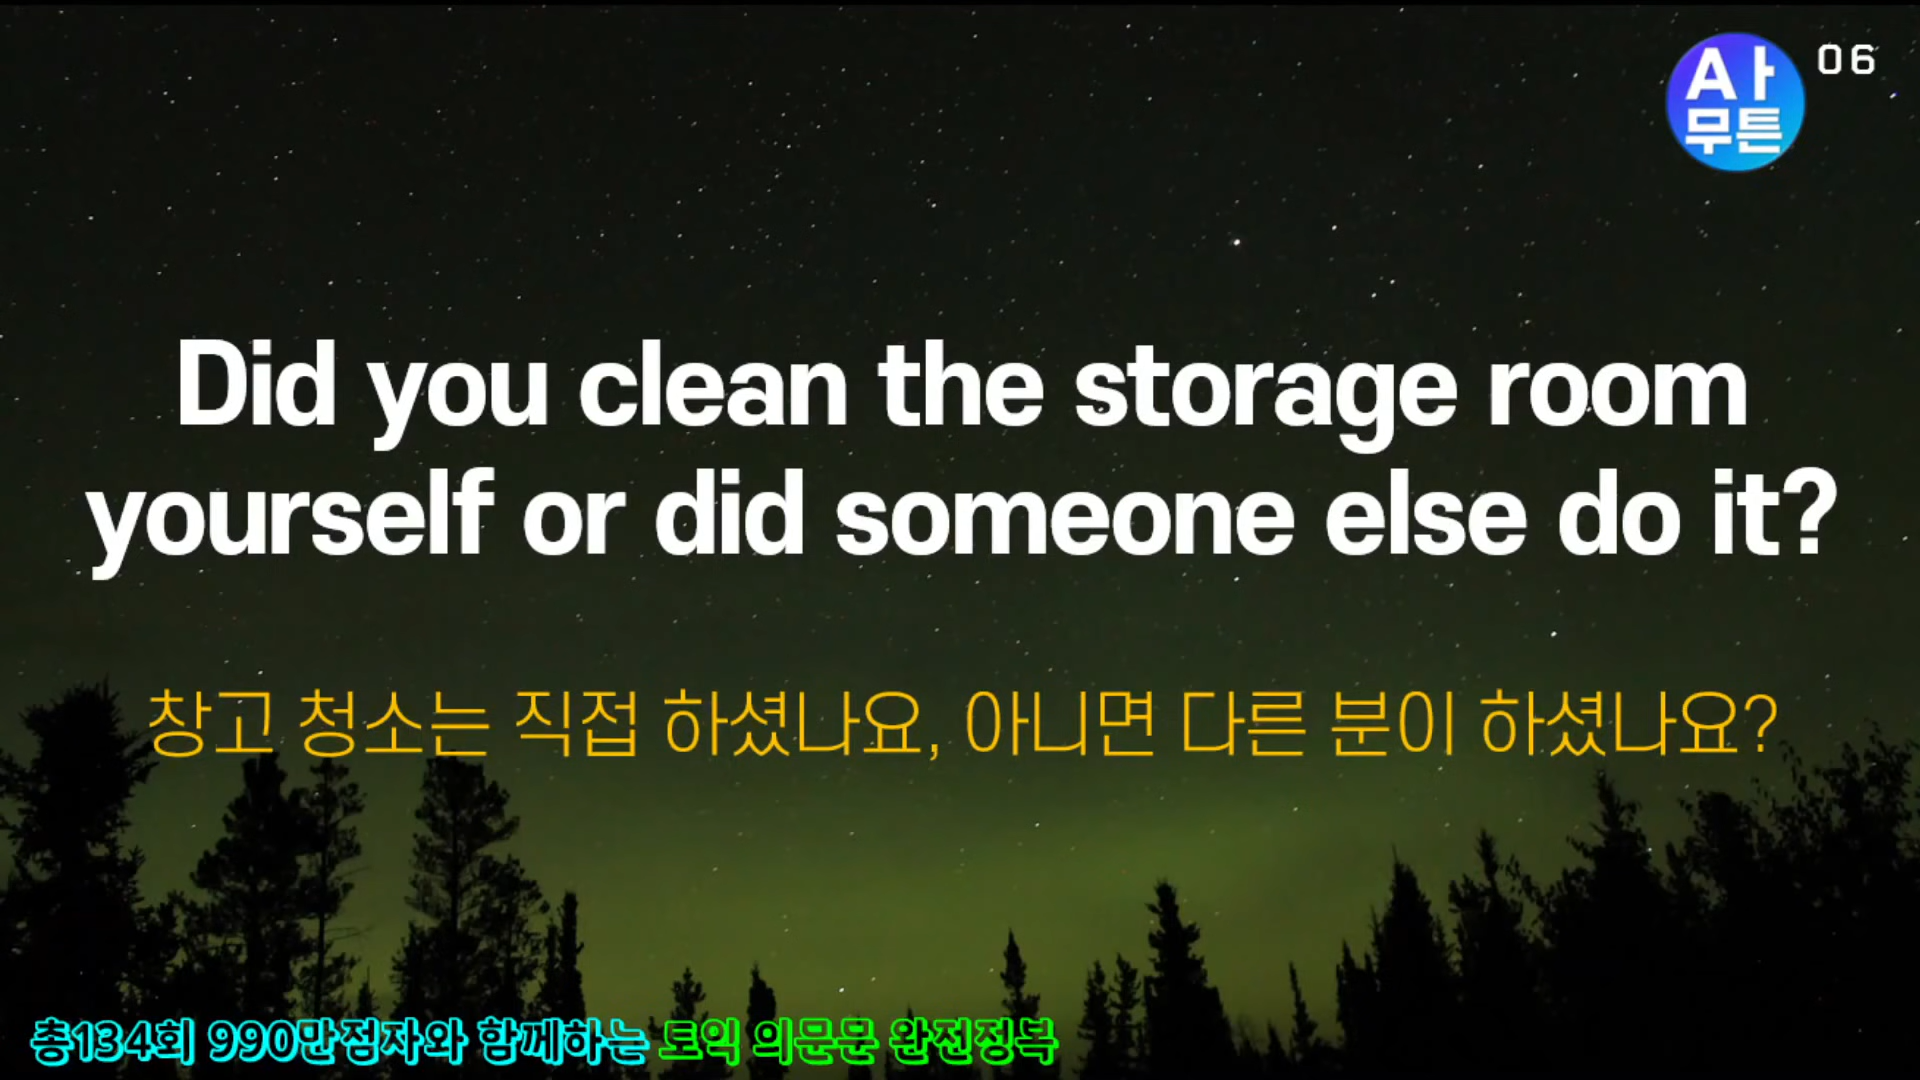 A가
무튼
06
Did you clean the storage room
yourself or did someone else do it?
창고 청소는 직접 하셨나요, 아니면 다른 분이 하셨나요?
총134회 990만점자와 함께하는 토익 의문문 완전정복